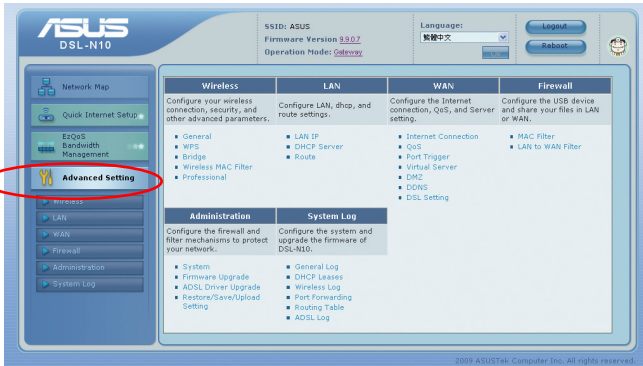 ASUS
DSL-N10
SSID: ASUS
Firmware Version 9.9.0.7
Operation Mode: Gateway
Language:
繁體中文
Logout
Reboot
Network Map
Quick Internet Setup
EzQoS
Bandwidth
Management
Advanced Setting
Wireless
LAN
WAN
Firewall
Administration
System Log
Wireless
Configure your wireless
connection, security, and
other advanced parameters.
General
WPS
Bridge
Wireless MAC Filter
Professional
LAN
Configure LAN, dhcp, and
route settings.
LAN IP
DHCP Server
Route
WAN
Configure the Internet
connection, QoS, and Server
setting.
Internet Connection
QoS
Port Trigger
Virtual Server
DMZ
DDNS
DSL Setting
Firewall
Configure the USB device
and share your files in LAN
or WAN.
MAC Filter
LAN to WAN Filter
Administration
Configure the firewall and
filter mechanisms to protect
your network.
System
Firmware Upgrade
ADSL Driver Upgrade
Restore/Save/Upload
Setting
System Log
Configure the system and
upgrade the firmware of
DSL-N10.
General Log
DHCP Leases
Wireless Log
Port Forwarding
Routing Table
ADSL Log
2009 ASUSTek Computer Inc. All rights reserved.